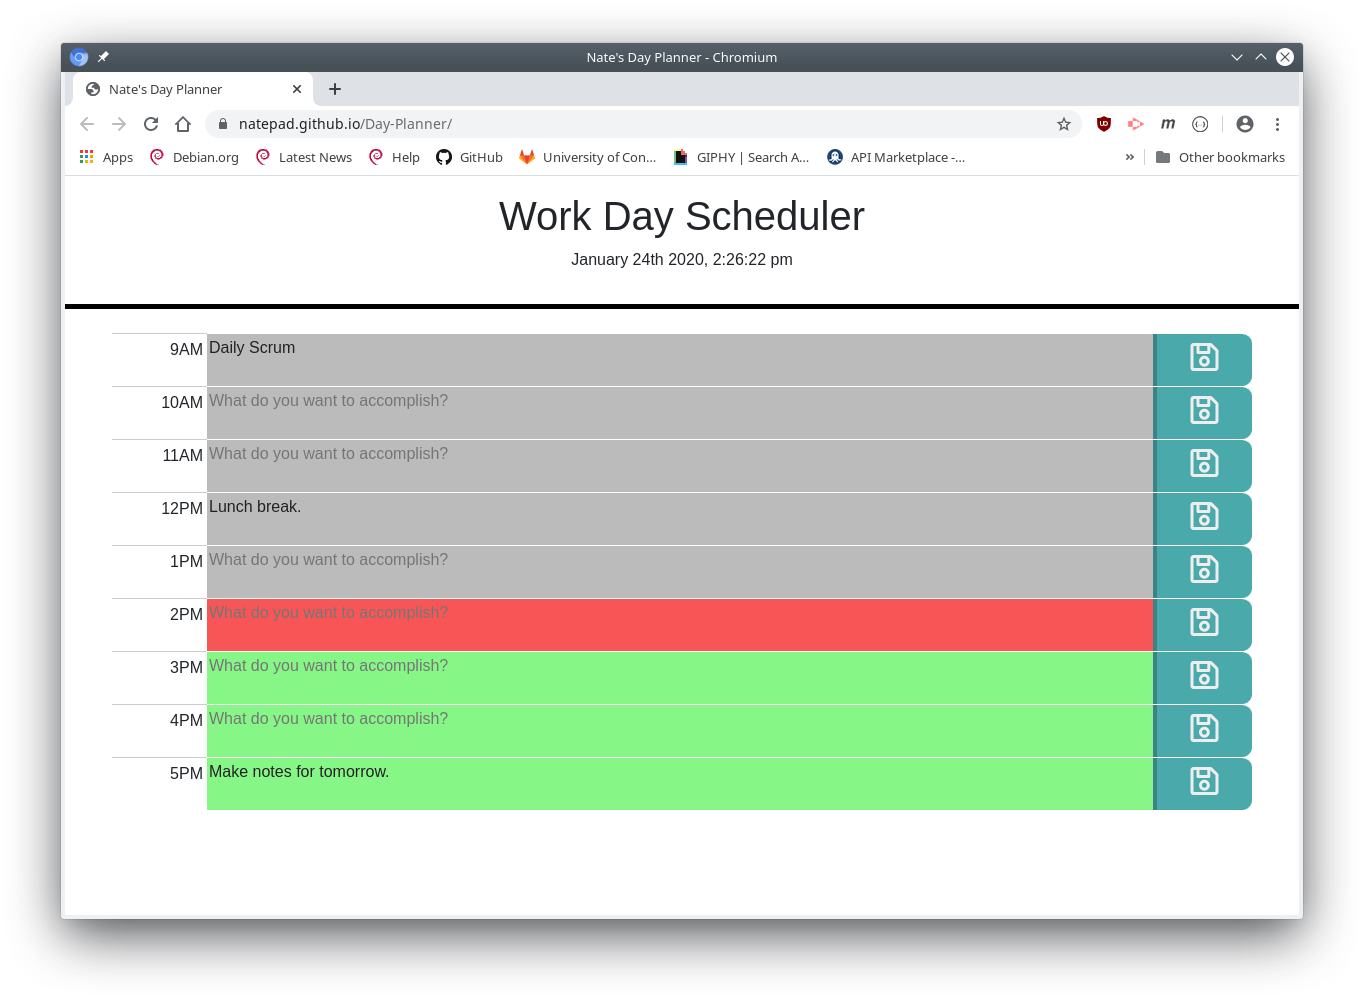 Nate's Day Planner - Chromium
Nate's Day Planner
natepad.github.io/Day-Planner/
Apps Debian.org Latest News Help GitHub University of Con... GIPHY | Search A... API Marketplace -... » Other bookmarks
Work Day Scheduler
January 24th 2020, 2:26:22 pm
9AM Daily Scrum
10AM What do you want to accomplish?
11AM What do you want to accomplish?
12PM Lunch break.
1PM What do you want to accomplish?
2PM What do you want to accomplish?
3PM What do you want to accomplish?
4PM What do you want to accomplish?
5PM Make notes for tomorrow.